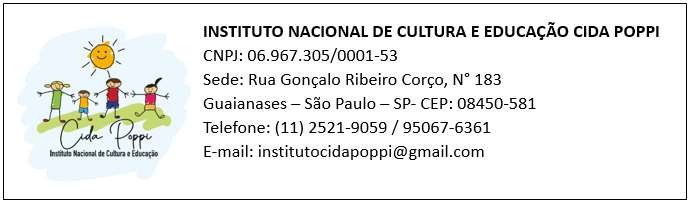 INSTITUTO NACIONAL DE CULTURA E EDUCAÇÃO CIDA POPPI
CNPJ: 06.967.305/0001-53
Sede: Rua Gonçalo Ribeiro Corço, N° 183
Guaianases – São Paulo – SP- CEP: 08450-581
Telefone: (11) 2521-9059 / 95067-6361
E-mail: institutocidapoppi@gmail.com
Cida Poppi
Instituto Nacional de Cultura e Educação